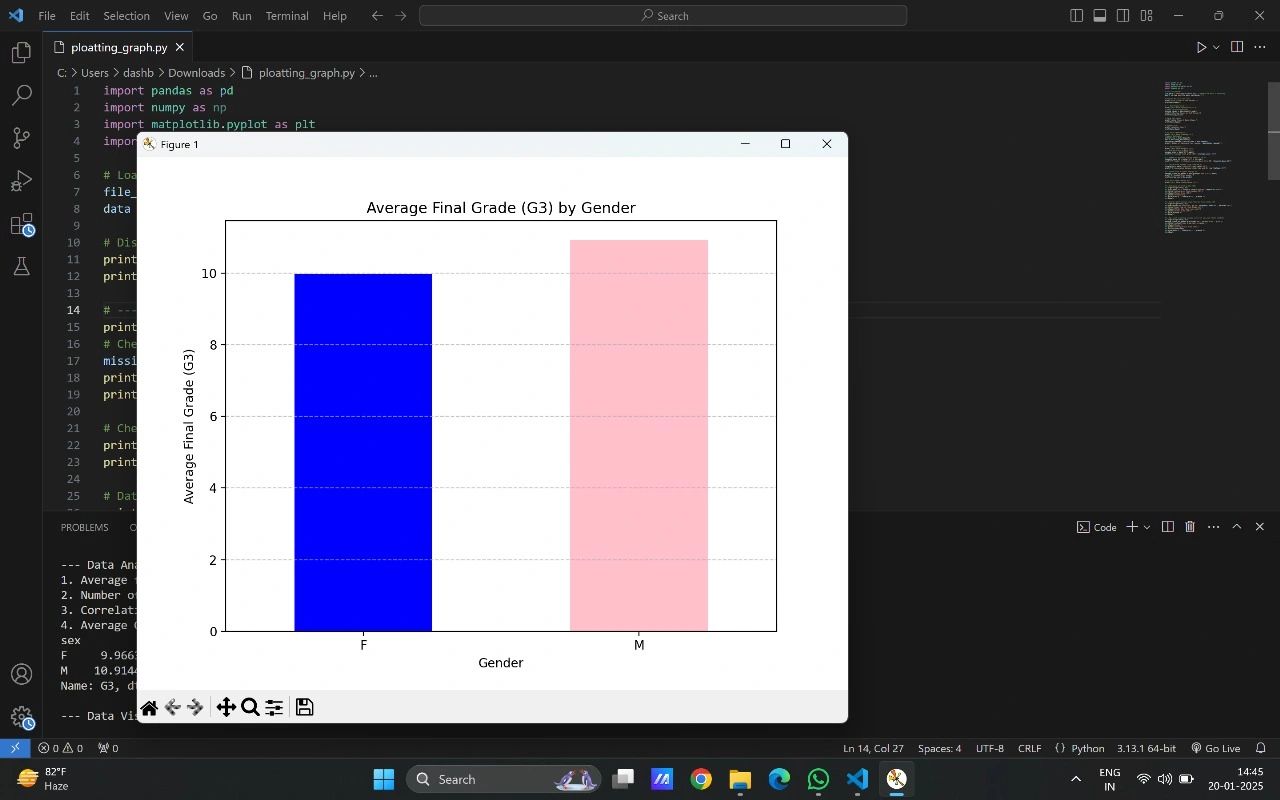 File Edit Selection View Go Run Terminal Help
Search
ploatting_graph.py
C: > Users > dashb > Downloads > ploatting_graph.py > ...
1 import pandas as pd
2 import numpy as np
3 import matplotlib.pyplot as plt
4 impor
5
6 # Loa
7 file_
8 data
9
10 # Dis
11 print
12 print
13
14 # ---
15 print
16 # Che
17 missi
18 print
19 print
20
21 # Che
22 print
23 print
24
25 # Dat
Figure 1
Average Final Grade (G3) by Gender
Average Final Grade (G3)
10
8
6
4
2
0
F M
Gender
PROBLEMS O
Code
--- Data Ana
1. Average
2. Number o
3. Correlati
4. Average
sex
F 9.966
M 10.914
Name: G3, d
--- Data Vi
0 0 0
Ln 14, Col 27 Spaces: 4 UTF-8 CRLF {} Python 3.13.1 64-bit Go Live
82°F
Haze
Search
ENG
IN
14:45
20-01-2025